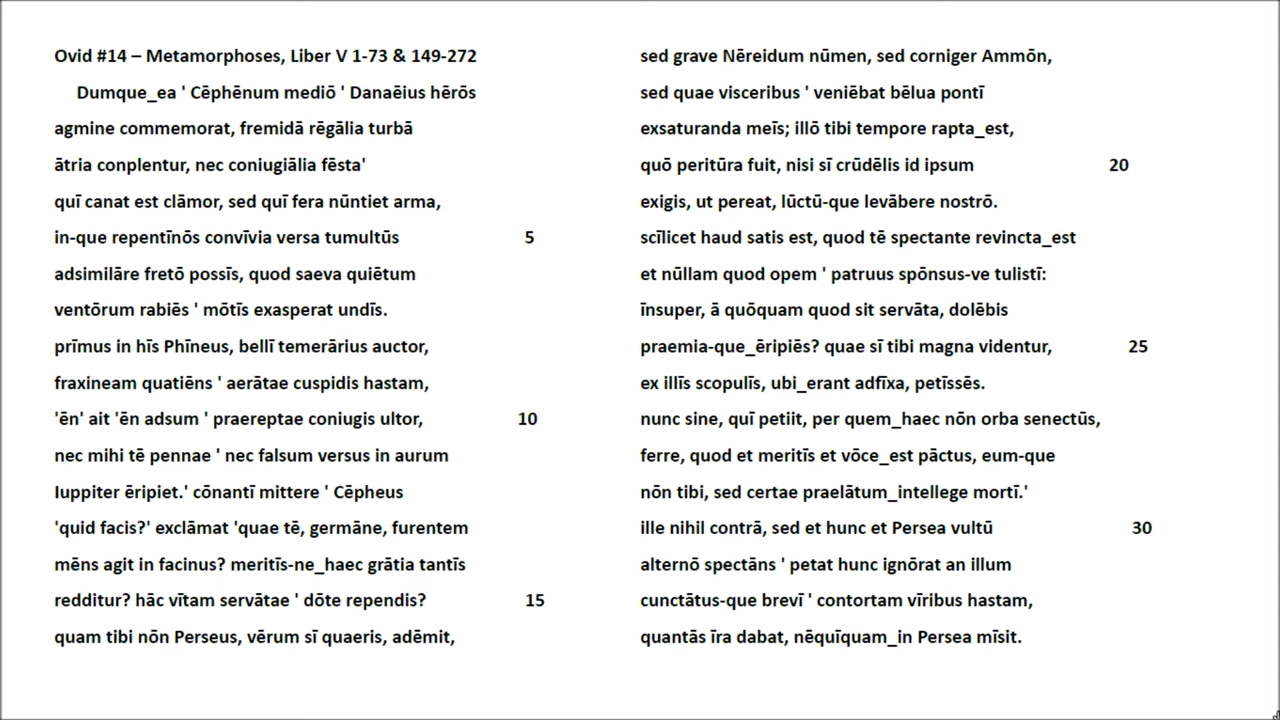 Ovid #14 – Metamorphoses, Liber V 1-73 & 149-272
Dumque_ea ' Cēphēnum mediō ' Danaēius hērōs
agmine commemorat, fremidā rēgālia turbā
ātria conplentur, nec coniugiālia fēsta'
quī canat est clāmor, sed quī fera nūntiet arma,
in-que repentīnōs convīvia versa tumultūs 5
adsimilāre fretō possīs, quod saeva quiētum
ventōrum rabiēs ' mōtīs exasperat undīs.
prīmus in hīs Phīneus, bellī temerārius auctor,
fraxineam quatiēns ' aerātae cuspidis hastam,
'ēn' ait 'ēn adsum ' praereptae coniugis ultor, 10
nec mihi tē pennae ' nec falsum versus in aurum
Iuppiter ēripiet.' cōnantī mittere ' Cēpheus
'quid facis?' exclāmat 'quae tē, germāne, furentem
mēns agit in facinus? meritīs-ne_haec grātia tantīs
redditur? hāc vītam servātae ' dōte rependis? 15
quam tibi nōn Perseus, vērum sī quaeris, adēmit,
sed grave Nēreidum nūmen, sed corniger Ammōn,
sed quae visceribus ' veniēbat bēlua pontī
exsaturanda meīs; illō tibi tempore rapta_est,
quō peritūra fuit, nisi sī crūdēlis id ipsum 20
exigis, ut pereat, lūctū-que levābere nostrō.
scīlicet haud satis est, quod tē spectante revincta_est
et nūllam quod opem ' patruus spōnsus-ve tulistī:
īnsuper, ā quōquam quod sit servāta, dolēbis
praemia-que_ēripiēs? quae sī tibi magna videntur, 25
ex illīs scopulīs, ubi_erant adfīxa, petīssēs.
nunc sine, quī petiit, per quem_haec nōn orba senectūs,
ferre, quod et meritīs et vōce_est pāctus, eum-que
nōn tibi, sed certae praelātum_intellege mortī.'
ille nihil contrā, sed et hunc et Persea vultū 30
alternō spectāns ' petat hunc ignōrat an illum
cunctātus-que brevī ' contortam vīribus hastam,
quantās īra dabat, nēquīquam_in Persea mīsit.